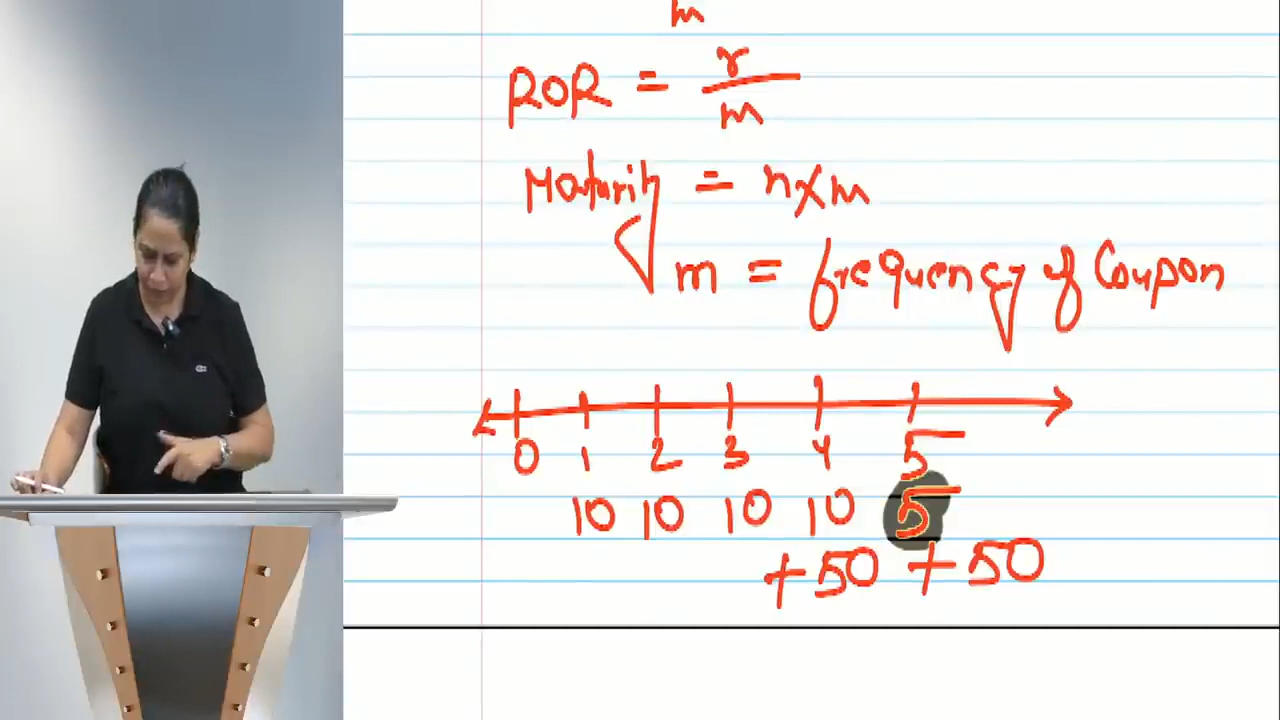 m
ROR = r/m
Maturity = n×m
m = frequency of Coupon
0 1 2 3 4 5
10 10 10 10 5
+50 +50